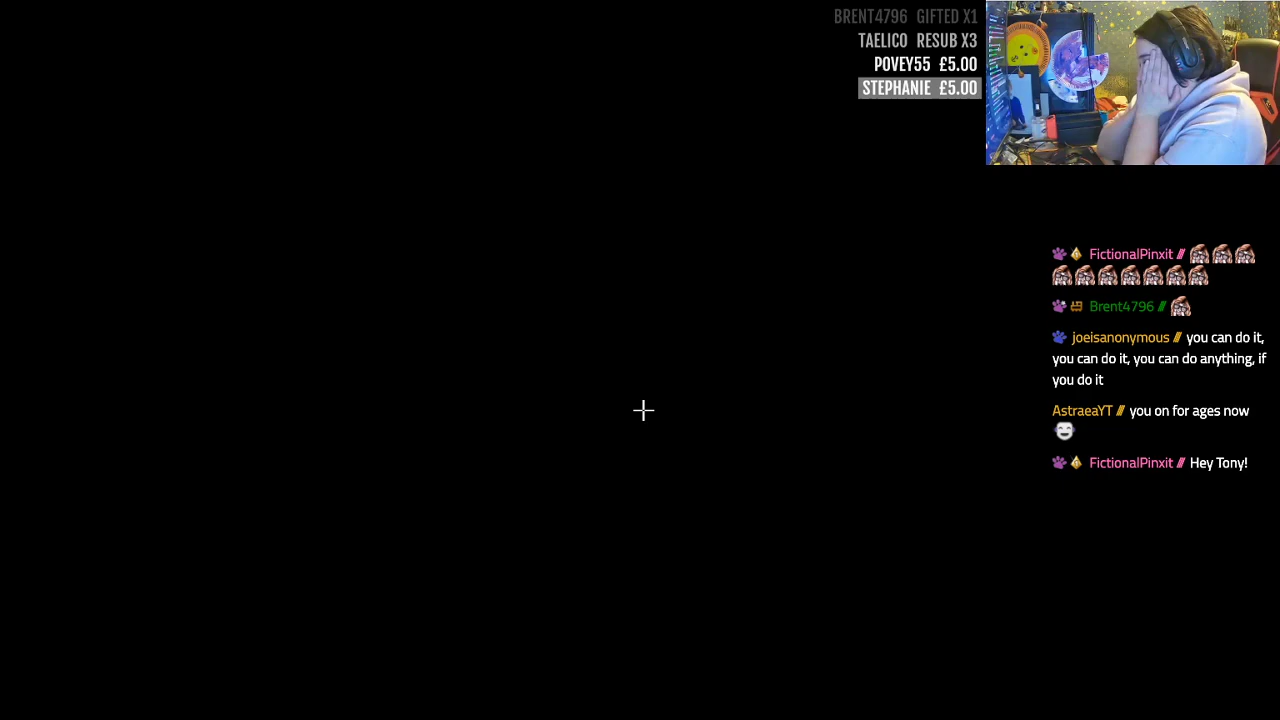 BRENT4796 GIFTED X1
TAELICO RESUB X3
POVEY55 £5.00
STEPHANIE £5.00
FictionalPinxit //
Brent4796 //
joeisanonymous // you can do it,
you can do it, you can do anything, if
you do it
AstraeaYT // you on for ages now
FictionalPinxit // Hey Tony!